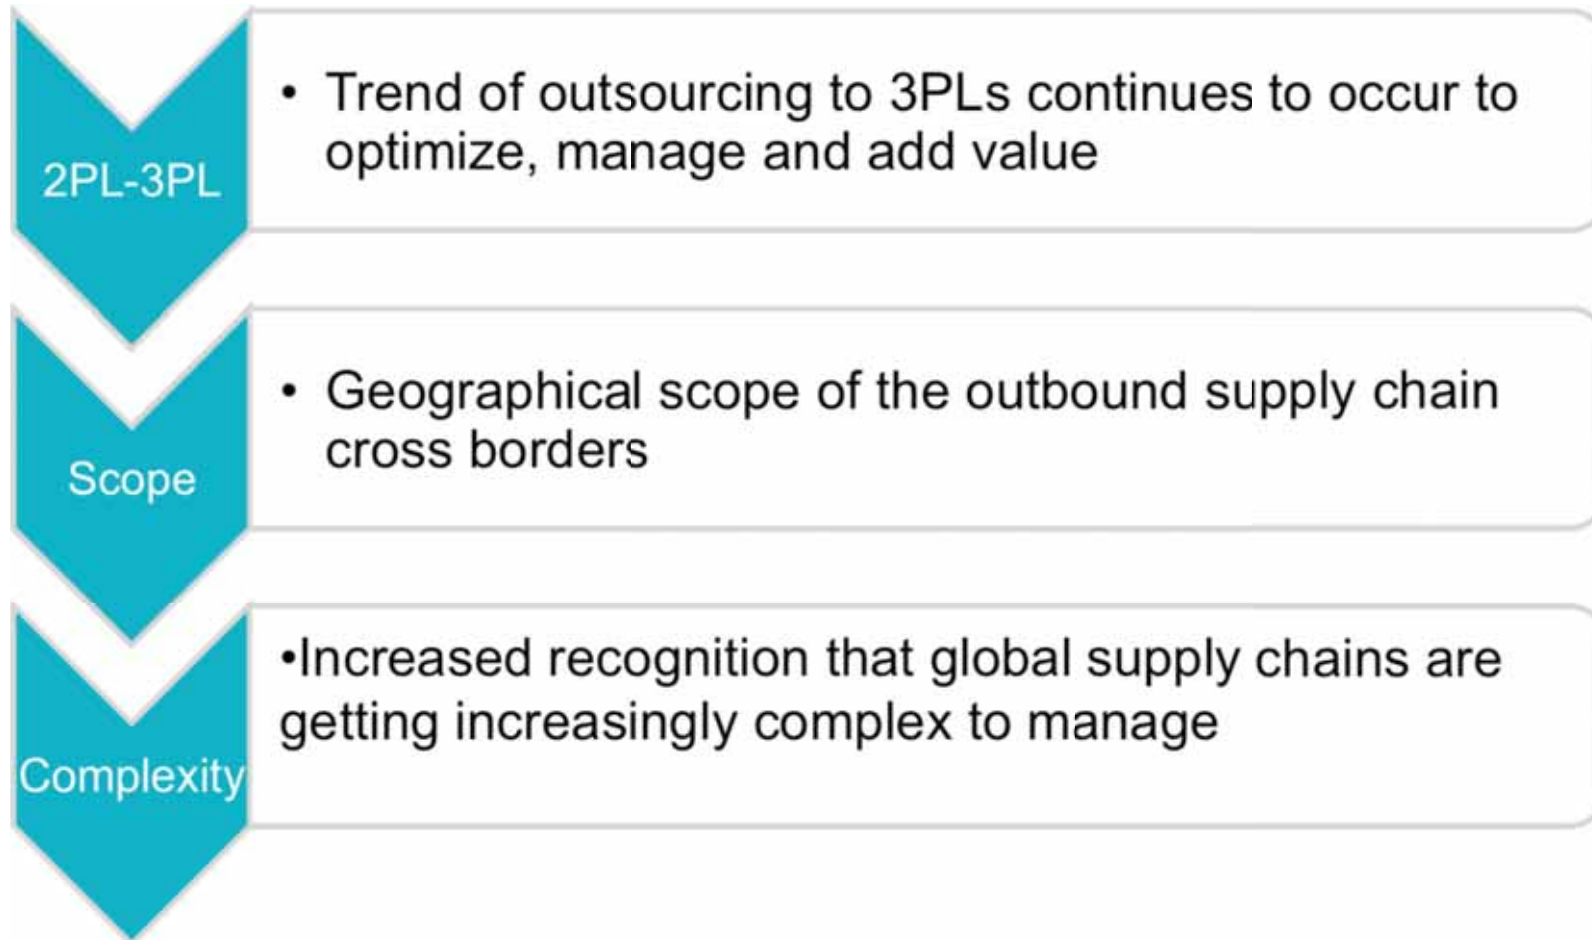 2PL-3PL
• Trend of outsourcing to 3PLs continues to occur to
optimize, manage and add value
Scope
• Geographical scope of the outbound supply chain
cross borders
Complexity
•Increased recognition that global supply chains are
getting increasingly complex to manage